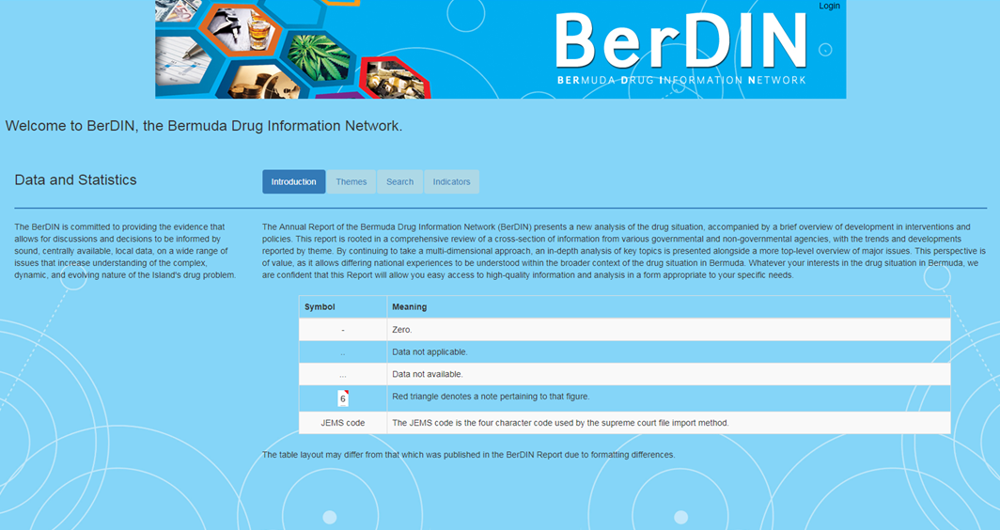 Login
BerDIN
BERMUDA DRUG INFORMATION NETWORK
Welcome to BerDIN, the Bermuda Drug Information Network.
Data and Statistics
Introduction Themes Search Indicators
The BerDIN is committed to providing the evidence that
allows for discussions and decisions to be informed by
sound, centrally available, local data, on a wide range of
issues that increase understanding of the complex,
dynamic, and evolving nature of the Island's drug problem.
The Annual Report of the Bermuda Drug Information Network (BerDIN) presents a new analysis of the drug situation, accompanied by a brief overview of development in interventions and
policies. This report is rooted in a comprehensive review of a cross-section of information from various governmental and non-governmental agencies, with the trends and developments
reported by theme. By continuing to take a multi-dimensional approach, an in-depth analysis of key topics is presented alongside a more top-level overview of major issues. This perspective is
of value, as it allows differing national experiences to be understood within the broader context of the drug situation in Bermuda. Whatever your interests in the drug situation in Bermuda, we
are confident that this Report will allow you easy access to high-quality information and analysis in a form appropriate to your specific needs.
Symbol Meaning
- Zero.
.. Data not applicable.
... Data not available.
6 Red triangle denotes a note pertaining to that figure.
JEMS code The JEMS code is the four character code used by the supreme court file import method.
The table layout may differ from that which was published in the BerDIN Report due to formatting differences.